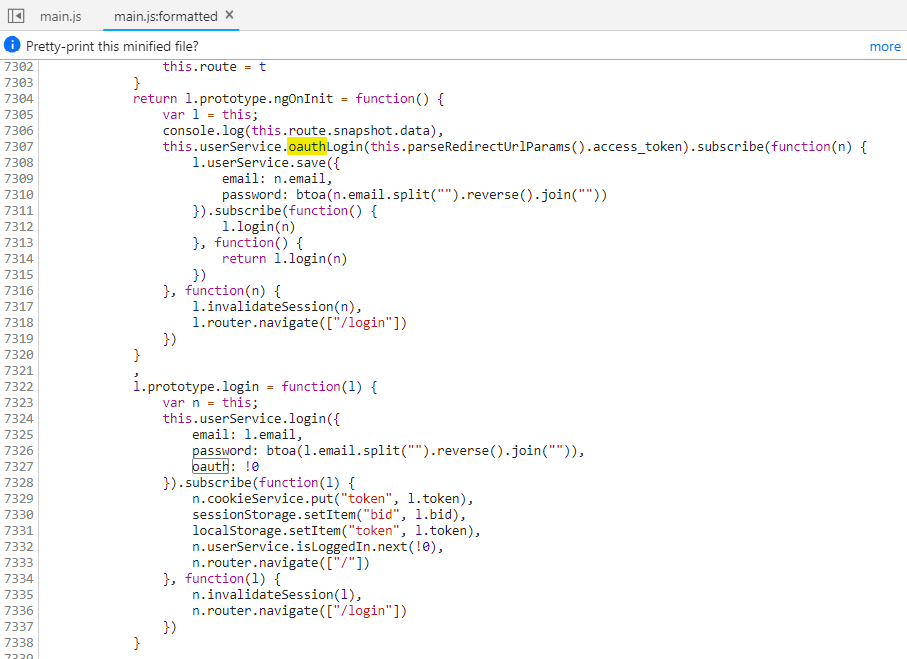 main.js main.js:formatted ×
i Pretty-print this minified file? more
7302 this.route = t
7303 }
7304 return l.prototype.ngOnInit = function() {
7305 var l = this;
7306 console.log(this.route.snapshot.data),
7307 this.userService.oauthLogin(this.parseRedirectUrlParams().access_token).subscribe(function(n) {
7308 l.userService.save({
7309 email: n.email,
7310 password: btoa(n.email.split("").reverse().join(""))
7311 }).subscribe(function() {
7312 l.login(n)
7313 }, function() {
7314 return l.login(n)
7315 })
7316 }, function(n) {
7317 l.invalidateSession(n),
7318 l.router.navigate(["/login"])
7319 })
7320 }
7321 ,
7322 l.prototype.login = function(l) {
7323 var n = this;
7324 this.userService.login({
7325 email: l.email,
7326 password: btoa(l.email.split("").reverse().join("")),
7327 oauth: !0
7328 }).subscribe(function(l) {
7329 n.cookieService.put("token", l.token),
7330 sessionStorage.setItem("bid", l.bid),
7331 localStorage.setItem("token", l.token),
7332 n.userService.isLoggedIn.next(!0),
7333 n.router.navigate(["/"])
7334 }, function(l) {
7335 n.invalidateSession(l),
7336 n.router.navigate(["/login"])
7337 })
7338 }